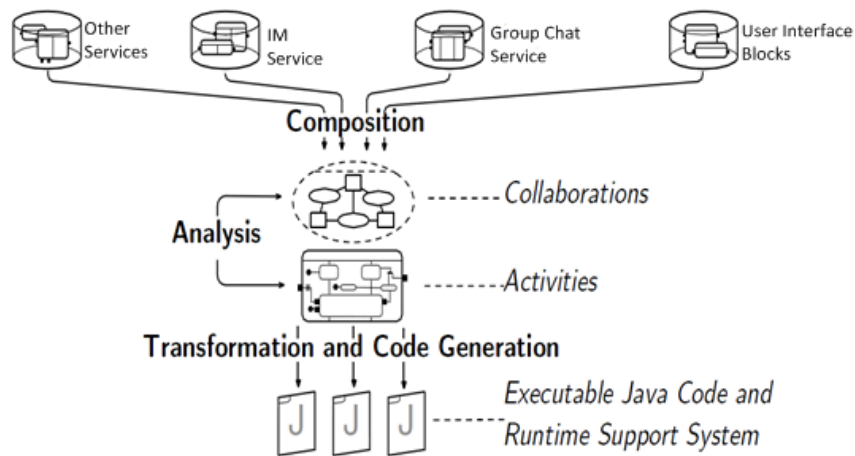 Other
Services
IM
Service
Group Chat
Service
User Interface
Blocks
Composition
Collaborations
Analysis
Activities
Transformation and Code Generation
J J J
Executable Java Code and
Runtime Support System